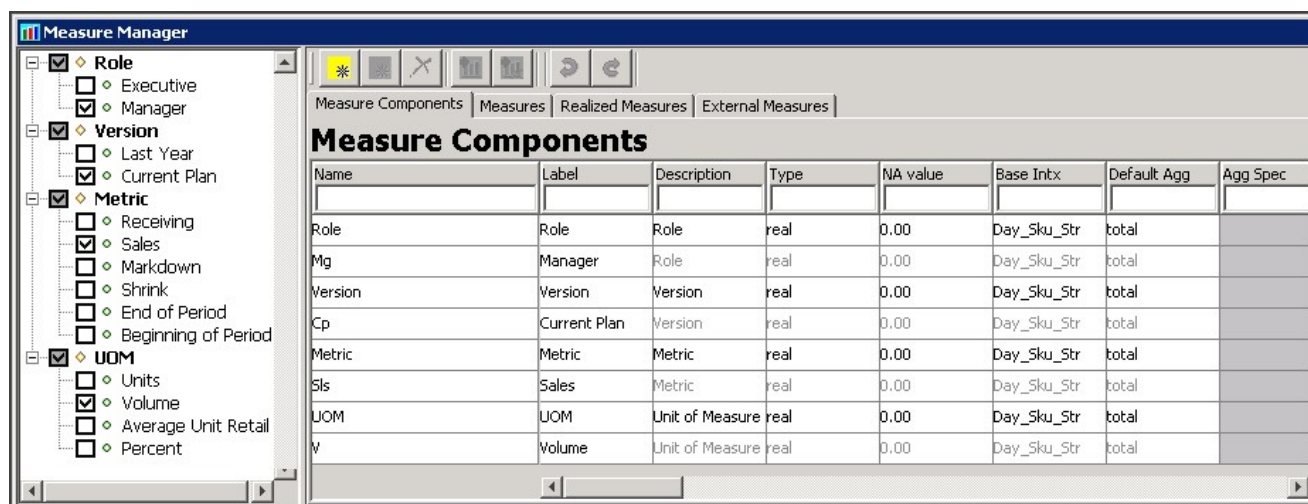 Measure Manager
Role
Executive
Manager
Version
Last Year
Current Plan
Metric
Receiving
Sales
Markdown
Shrink
End of Period
Beginning of Period
UOM
Units
Volume
Average Unit Retail
Percent
Measure Components Measures Realized Measures External Measures
Measure Components
Name Label Description Type NA value Base Intx Default Agg Agg Spec
Role Role Role real 0.00 Day_Sku_Str total
Mg Manager Role real 0.00 Day_Sku_Str total
Version Version Version real 0.00 Day_Sku_Str total
Cp Current Plan Version real 0.00 Day_Sku_Str total
Metric Metric Metric real 0.00 Day_Sku_Str total
Sls Sales Metric real 0.00 Day_Sku_Str total
UOM UOM Unit of Measure real 0.00 Day_Sku_Str total
V Volume Unit of Measure real 0.00 Day_Sku_Str total